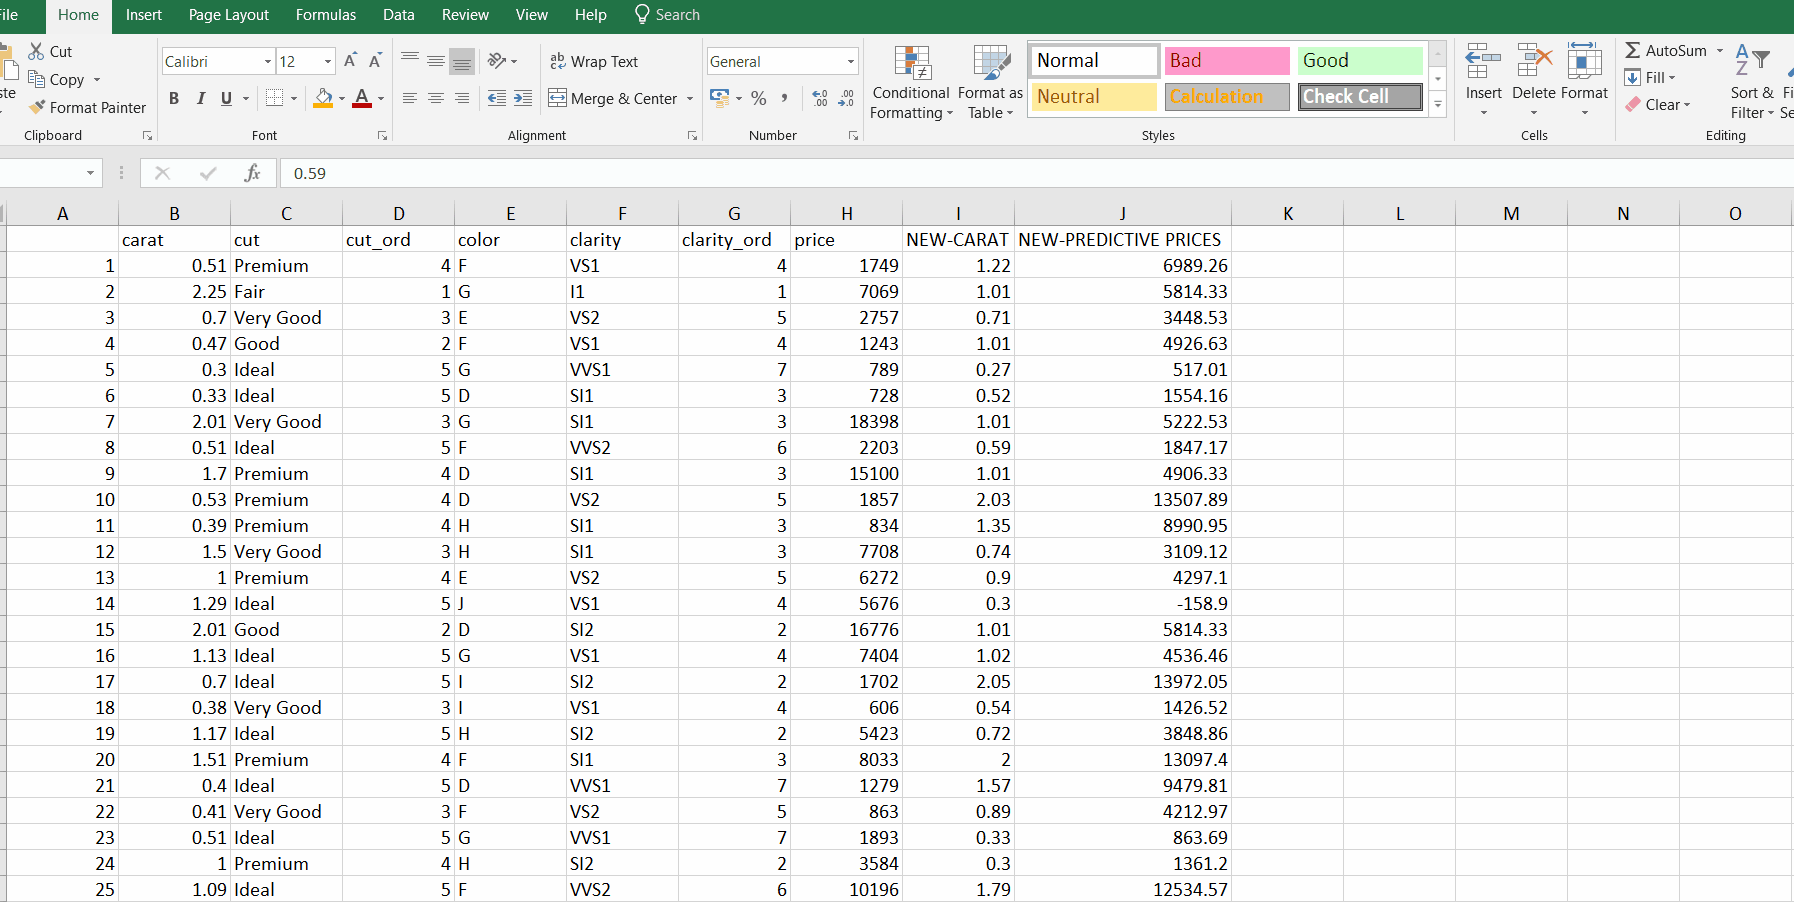 File Home Insert Page Layout Formulas Data Review View Help Search
Cut
Copy
Format Painter
Clipboard
Calibri 12
B I U
Font
Wrap Text
Merge & Center
Alignment
General
Number
Conditional Formatting
Format as Table
Normal Bad Good
Neutral Calculation Check Cell
Styles
Insert Delete Format
Cells
AutoSum
Fill
Clear
Sort & Filter
Editing
fx 0.59
A B C D E F G H I J K L M N O
carat cut cut_ord color clarity clarity_ord price NEW-CARAT NEW-PREDICTIVE PRICES
1 0.51 Premium 4 F VS1 4 1749 1.22 6989.26
2 2.25 Fair 1 G I1 1 7069 1.01 5814.33
3 0.7 Very Good 3 E VS2 5 2757 0.71 3448.53
4 0.47 Good 2 F VS1 4 1243 1.01 4926.63
5 0.3 Ideal 5 G VVS1 7 789 0.27 517.01
6 0.33 Ideal 5 D SI1 3 728 0.52 1554.16
7 2.01 Very Good 3 G SI1 3 18398 1.01 5222.53
8 0.51 Ideal 5 F VVS2 6 2203 0.59 1847.17
9 1.7 Premium 4 D SI1 3 15100 1.01 4906.33
10 0.53 Premium 4 D VS2 5 1857 2.03 13507.89
11 0.39 Premium 4 H SI1 3 834 1.35 8990.95
12 1.5 Very Good 3 H SI1 3 7708 0.74 3109.12
13 1 Premium 4 E VS2 5 6272 0.9 4297.1
14 1.29 Ideal 5 J VS1 4 5676 0.3 -158.9
15 2.01 Good 2 D SI2 2 16776 1.01 5814.33
16 1.13 Ideal 5 G VS1 4 7404 1.02 4536.46
17 0.7 Ideal 5 I SI2 2 1702 2.05 13972.05
18 0.38 Very Good 3 I VS1 4 606 0.54 1426.52
19 1.17 Ideal 5 H SI2 2 5423 0.72 3848.86
20 1.51 Premium 4 F SI1 3 8033 2 13097.4
21 0.4 Ideal 5 D VVS1 7 1279 1.57 9479.81
22 0.41 Very Good 3 F VS2 5 863 0.89 4212.97
23 0.51 Ideal 5 G VVS1 7 1893 0.33 863.69
24 1 Premium 4 H SI2 2 3584 0.3 1361.2
25 1.09 Ideal 5 F VVS2 6 10196 1.79 12534.57